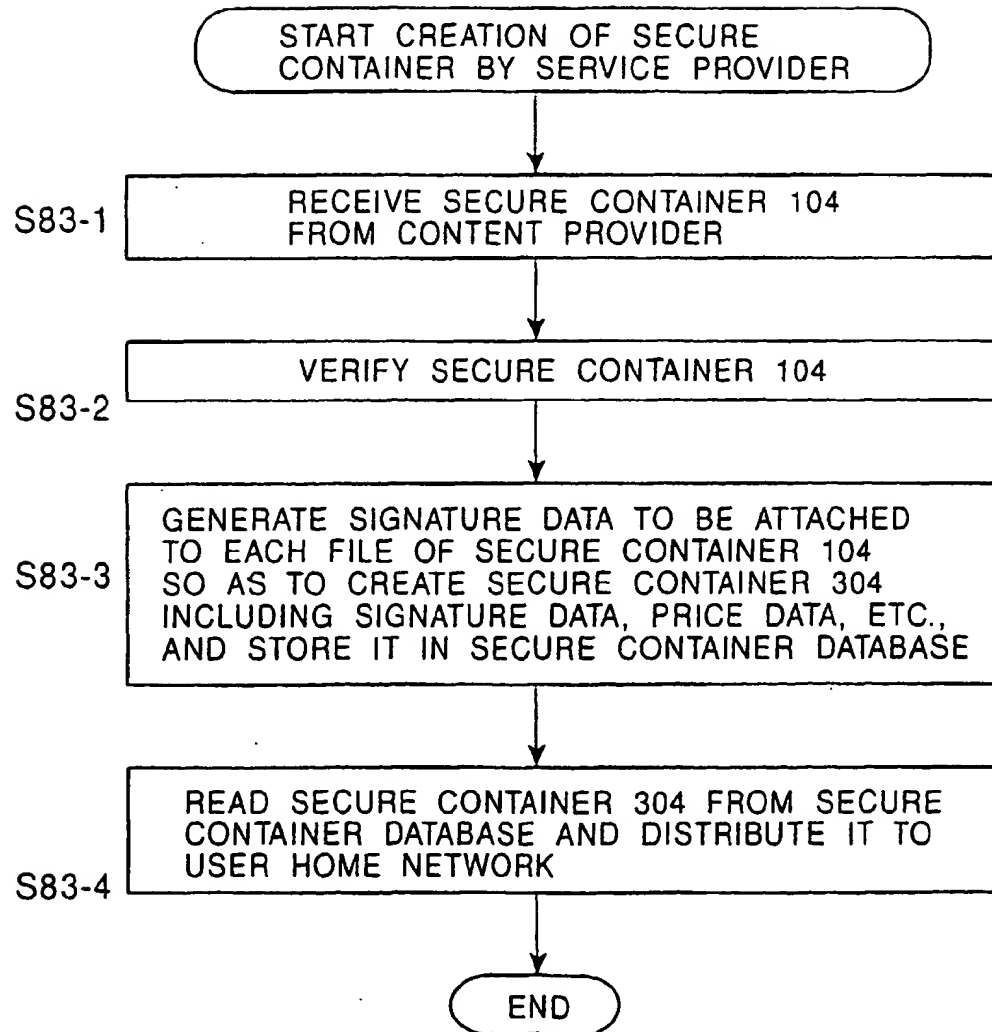 START CREATION OF SECURE
CONTAINER BY SERVICE PROVIDER
S83-1
RECEIVE SECURE CONTAINER 104
FROM CONTENT PROVIDER
VERIFY SECURE CONTAINER 104
S83-2
GENERATE SIGNATURE DATA TO BE ATTACHED
TO EACH FILE OF SECURE CONTAINER 104
S83-3
SO AS TO CREATE SECURE CONTAINER 304
INCLUDING SIGNATURE DATA, PRICE DATA, ETC.,
AND STORE IT IN SECURE CONTAINER DATABASE
READ SECURE CONTAINER 304 FROM SECURE
CONTAINER DATABASE AND DISTRIBUTE IT TO
USER HOME NETWORK
S83-4
END